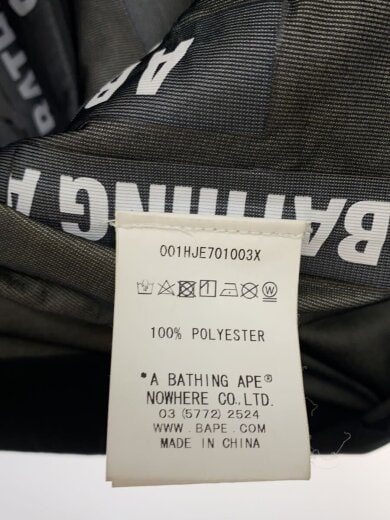 A B
RATE
BATHING A
BA
001HJE701003X
100% POLYESTER
*A BATHING APE®
NOWHERE CO.,LTD.
03 (5772) 2524
WWW.BAPE.COM
MADE IN CHINA